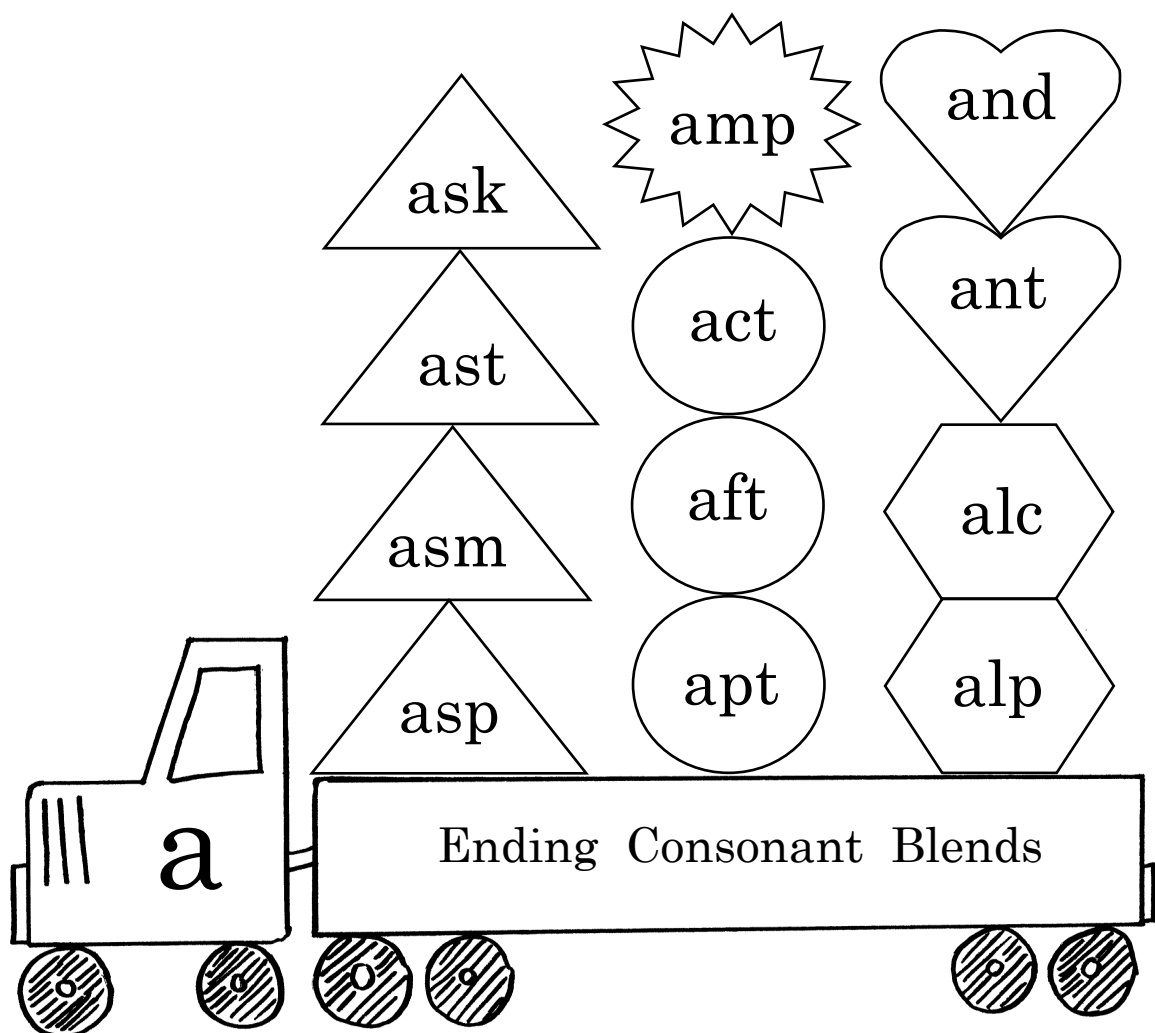 ask
ast
asm
asp
amp
act
aft
apt
and
ant
alc
alp
a
Ending Consonant Blends